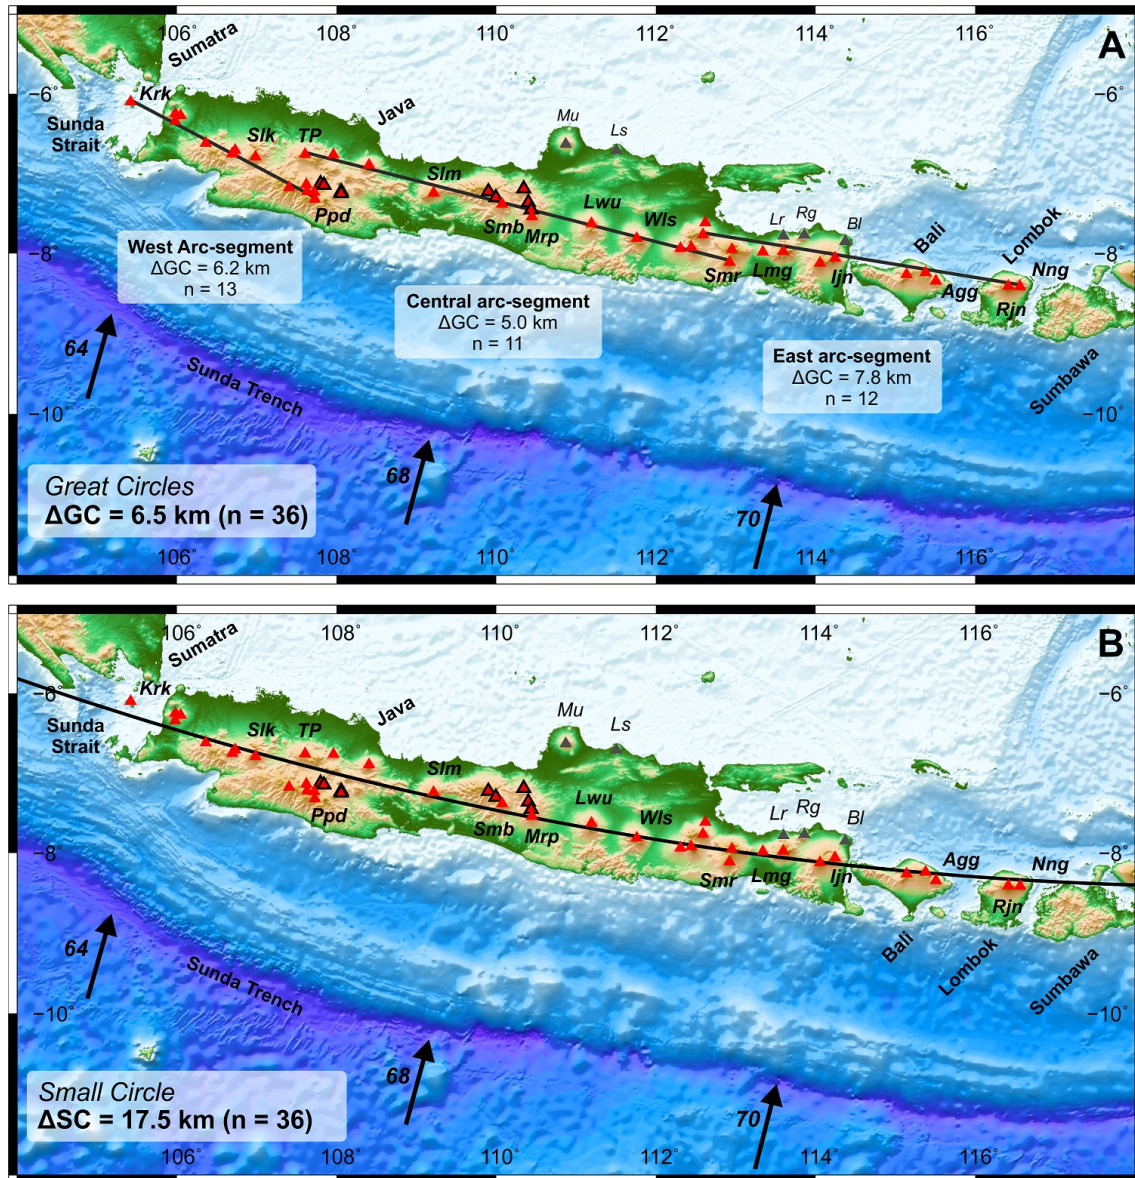 106° 108° 110° 112° 114° 116° A
Sumatra
−6° Krk Java −6°
Sunda
Strait
Slk TP Mu Ls
Slm Lwu Wls Lr Rg Bl Bali Lombok
Ppd Smb Mrp Smr Lmg Ijn Agg Rjn Nng
−8°
West Arc-segment
ΔGC = 6.2 km
n = 13
Central arc-segment
ΔGC = 5.0 km
n = 11
East arc-segment
ΔGC = 7.8 km
n = 12
64
Sunda Trench
Sumbawa
−10°
68
70
Great Circles
ΔGC = 6.5 km (n = 36)
106° 108° 110° 112° 114° 116°
106° 108° 110° 112° 114° 116° B
Sumatra
−6° Krk Java −6°
Sunda
Strait
Slk TP Mu Ls
Slm Lwu Wls Lr Rg Bl
−8° −8°
Ppd Smb Mrp Smr Lmg Ijn Agg Rjn Nng
Bali Lombok Sumbawa
64
Sunda Trench
−10° −10°
68
70
Small Circle
ΔSC = 17.5 km (n = 36)
106° 108° 110° 112° 114° 116°